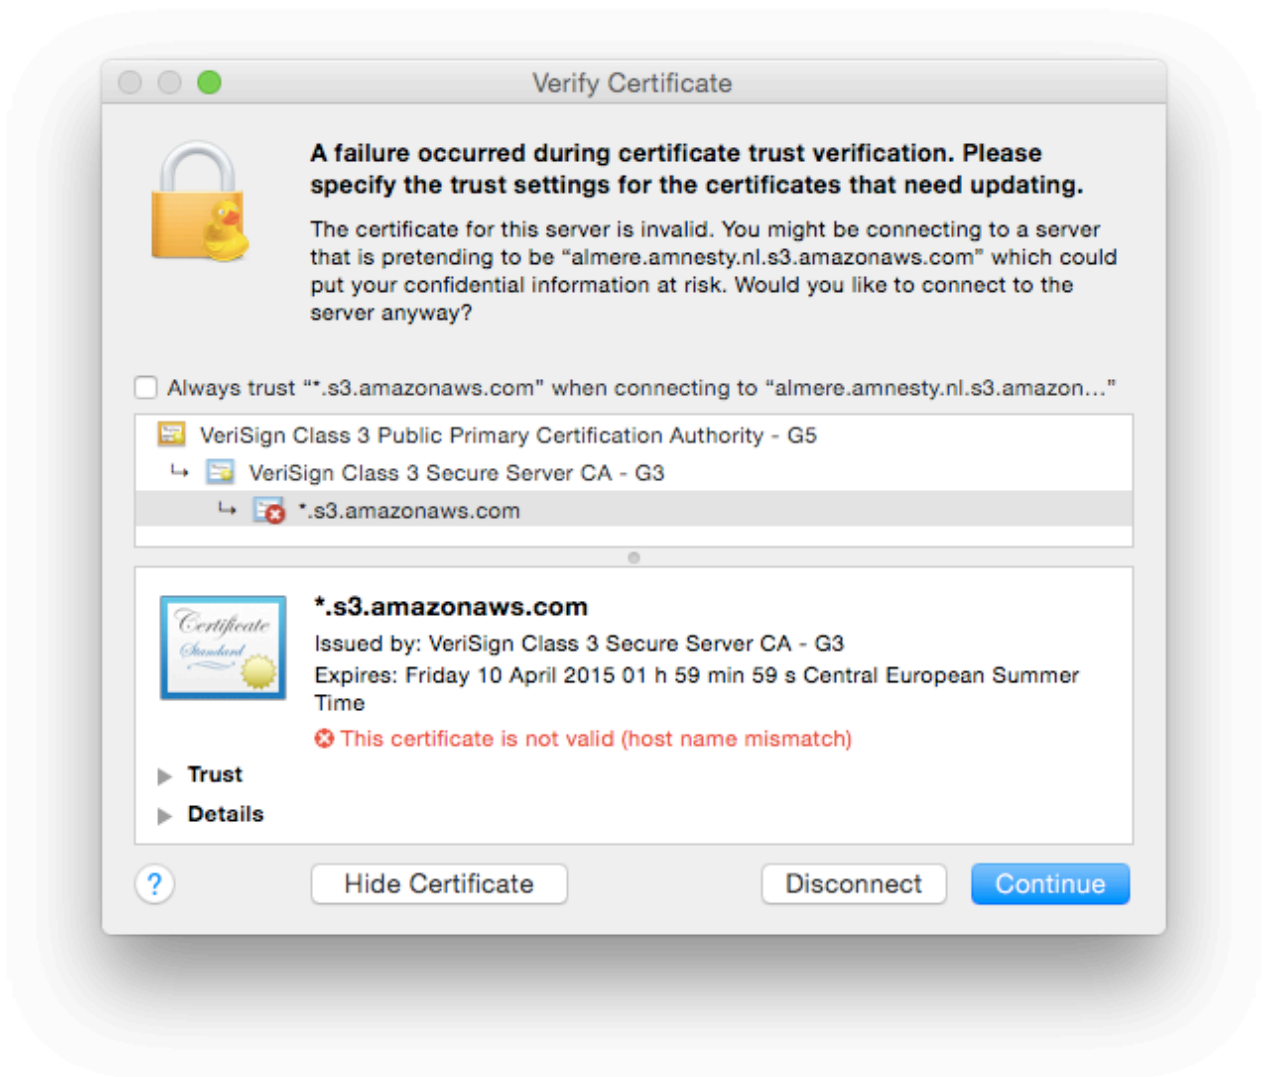 Verify Certificate
A failure occurred during certificate trust verification. Please
specify the trust settings for the certificates that need updating.
The certificate for this server is invalid. You might be connecting to a server
that is pretending to be “almere.amnesty.nl.s3.amazonaws.com” which could
put your confidential information at risk. Would you like to connect to the
server anyway?
Always trust “*.s3.amazonaws.com” when connecting to “almere.amnesty.nl.s3.amazon…”
VeriSign Class 3 Public Primary Certification Authority - G5
↳ VeriSign Class 3 Secure Server CA - G3
↳ *.s3.amazonaws.com
Certificate
Standard
*.s3.amazonaws.com
Issued by: VeriSign Class 3 Secure Server CA - G3
Expires: Friday 10 April 2015 01 h 59 min 59 s Central European Summer
Time
This certificate is not valid (host name mismatch)
Trust
Details
? Hide Certificate Disconnect Continue